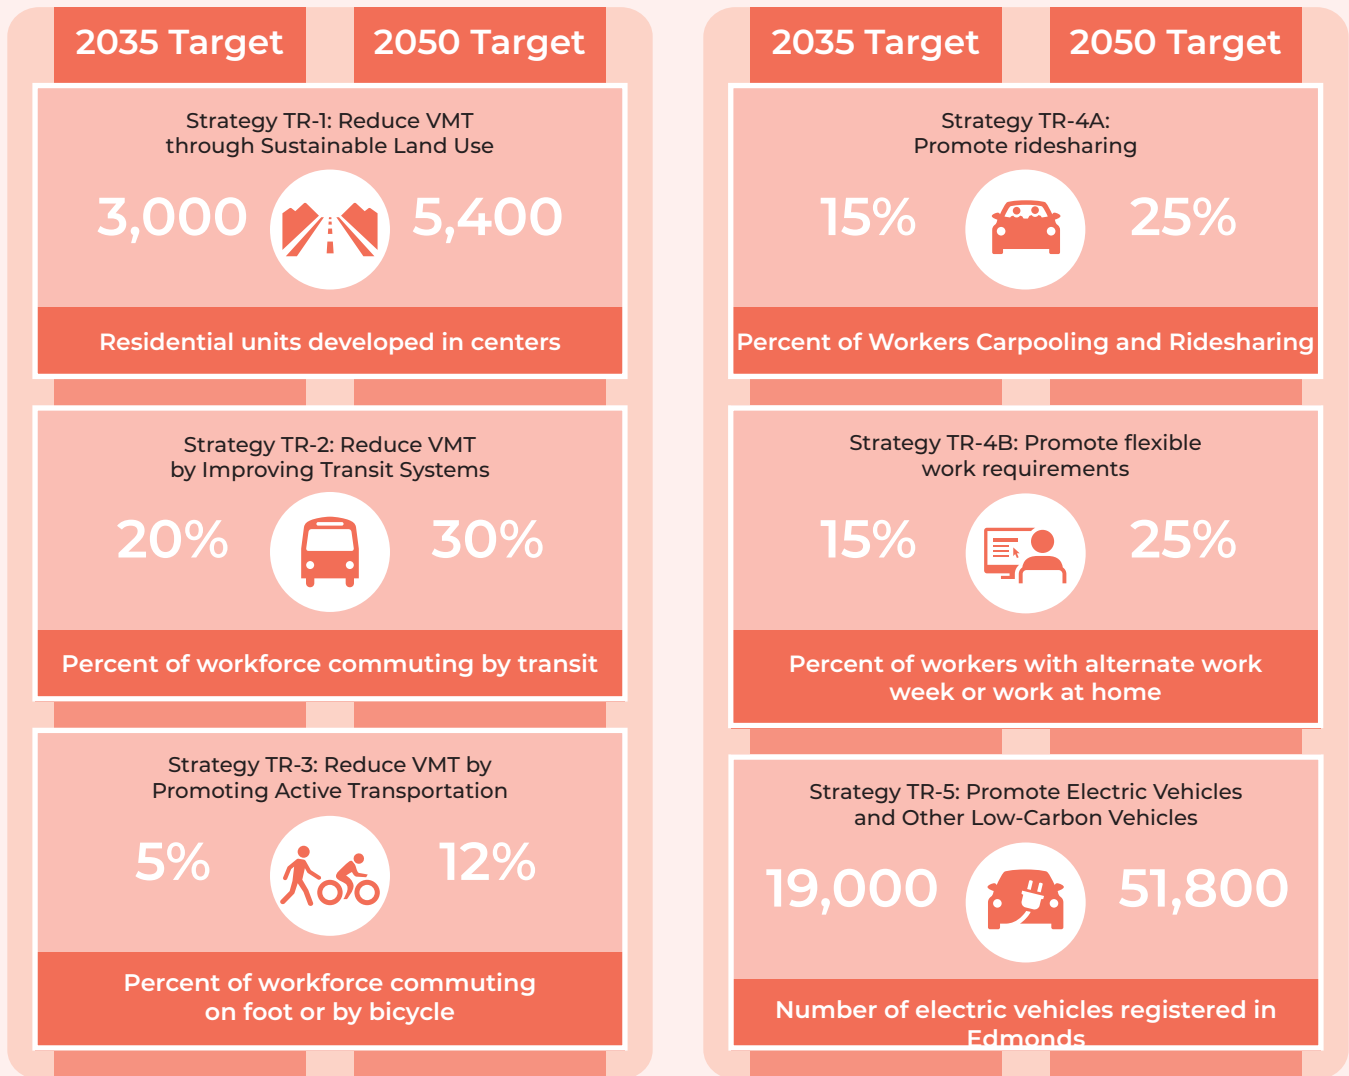 2035 Target
2050 Target
Strategy TR-1: Reduce VMT
through Sustainable Land Use
3,000
5,400
Residential units developed in centers
Strategy TR-2: Reduce VMT
by Improving Transit Systems
20%
30%
Percent of workforce commuting by transit
Strategy TR-3: Reduce VMT by
Promoting Active Transportation
5%
12%
Percent of workforce commuting
on foot or by bicycle
2035 Target
2050 Target
Strategy TR-4A:
Promote ridesharing
15%
25%
Percent of Workers Carpooling and Ridesharing
Strategy TR-4B: Promote flexible
work requirements
15%
25%
Percent of workers with alternate work
week or work at home
Strategy TR-5: Promote Electric Vehicles
and Other Low-Carbon Vehicles
19,000
51,800
Number of electric vehicles registered in
Edmonds